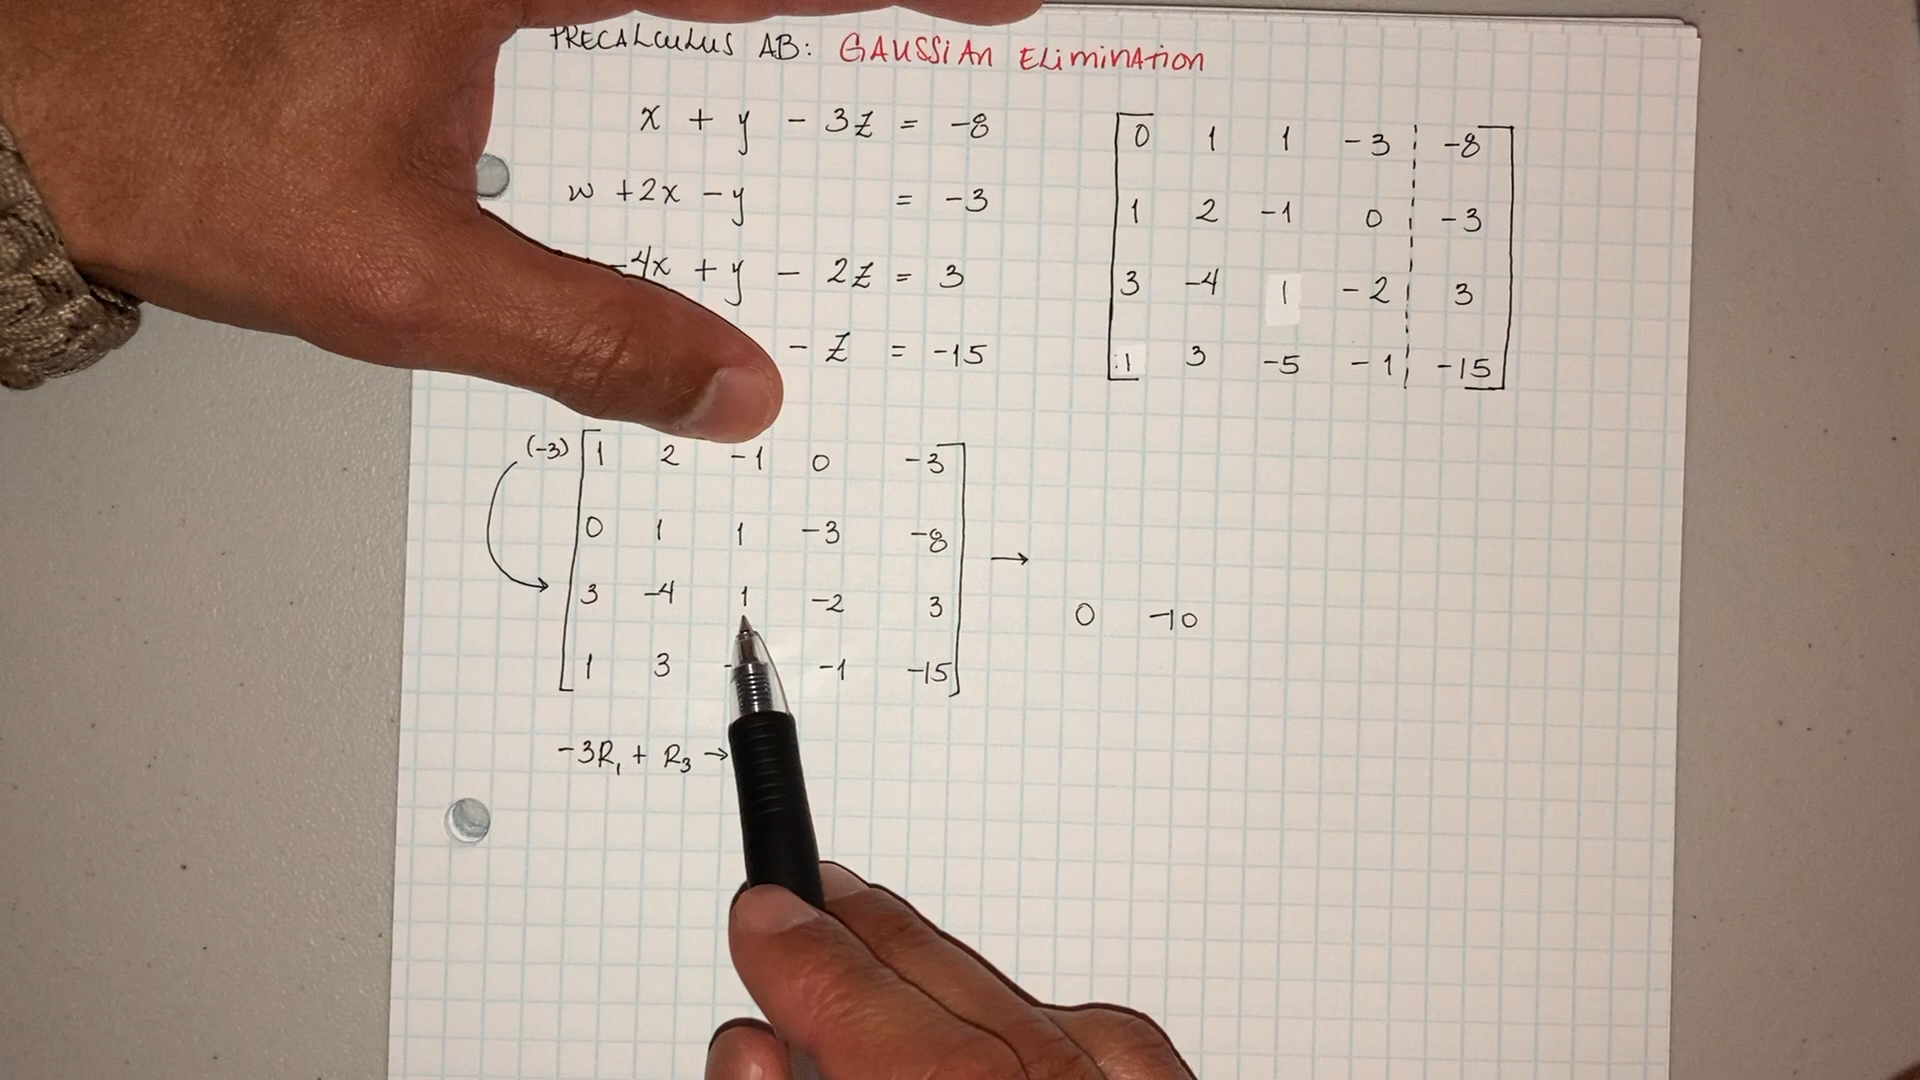 PRECALCULUS AB: GAUSSIAN ELIMINATION
x + y - 3z = -8
w + 2x - y = -3
-4x + y - 2z = 3
- z = -15
0 1 1 -3 -8
1 2 -1 0 -3
3 -4 1 -2 3
1 3 -5 -1 -15
(-3) 1 2 -1 0 -3
0 1 1 -3 -8
3 -4 1 -2 3
1 3 - -1 -15
→
0 -10
-3R₁ + R₃ →